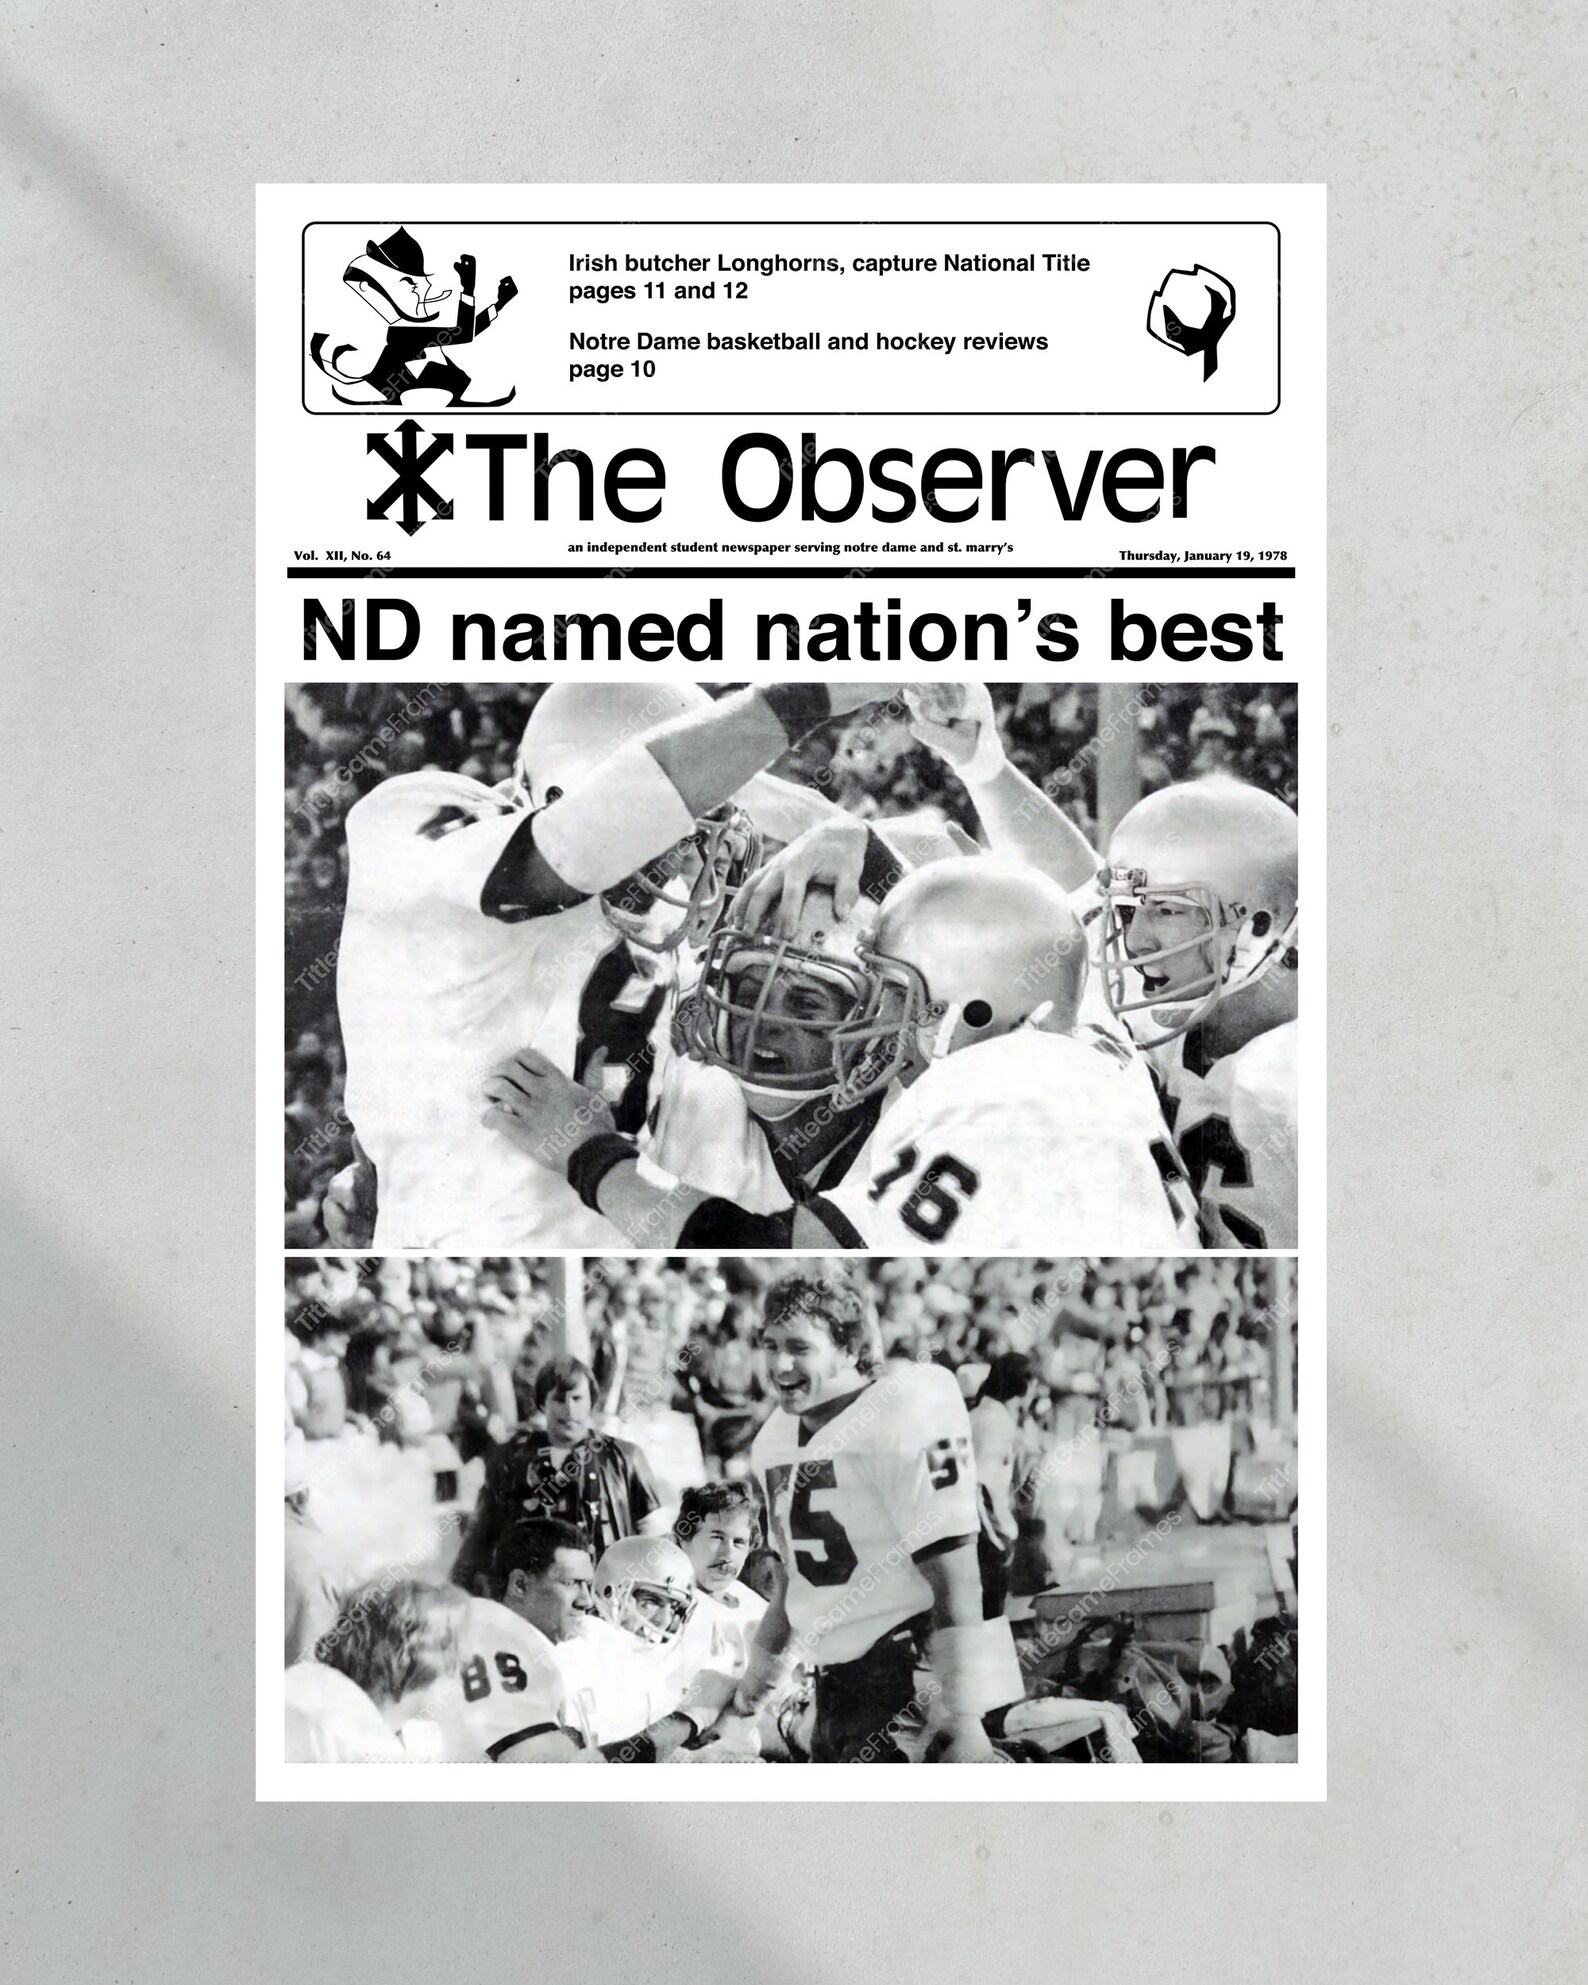 Irish butcher Longhorns, capture National Title
pages 11 and 12
Notre Dame basketball and hockey reviews
page 10
The Observer
Vol. XII, No. 64
an independent student newspaper serving notre dame and st. marry's
Thursday, January 19, 1978
ND named nation's best
16
55
55
89
TitleGameFrames